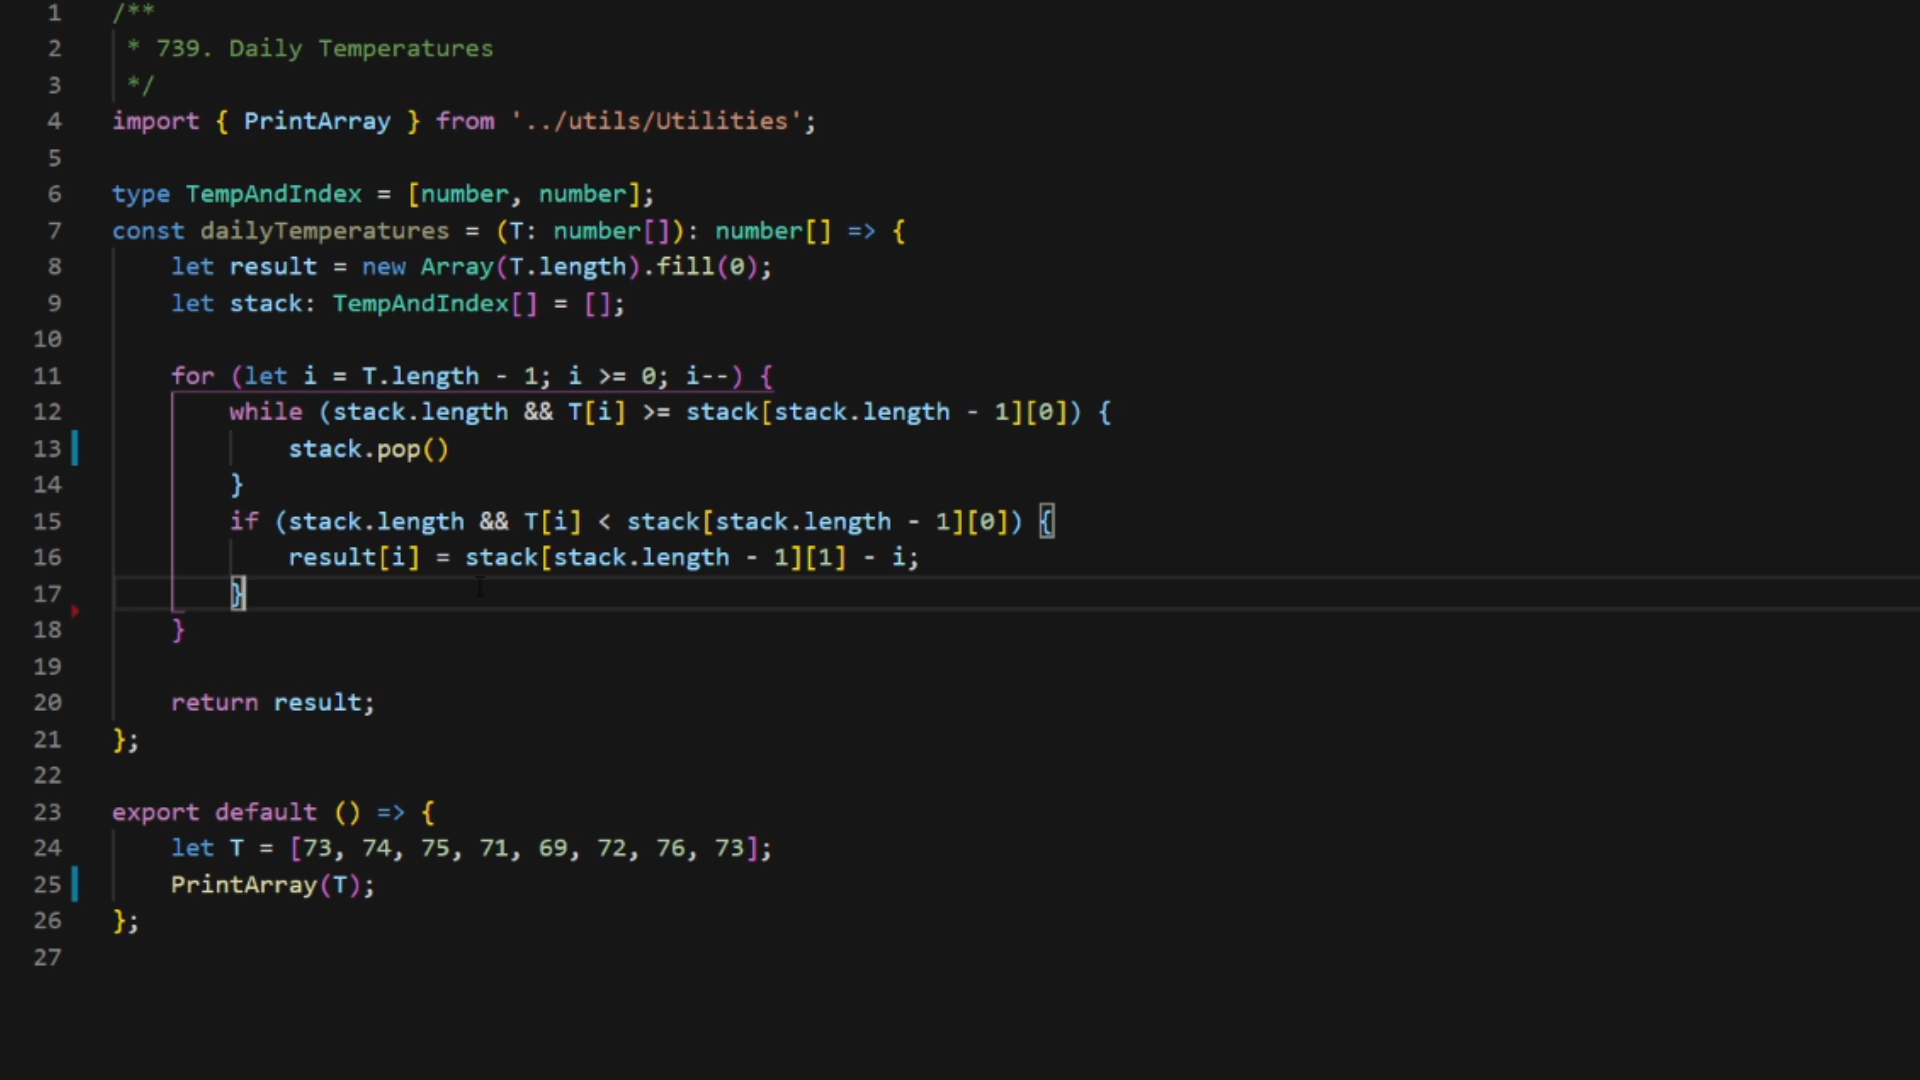 1 /**
2 * 739. Daily Temperatures
3 */
4 import { PrintArray } from '../utils/Utilities';
5
6 type TempAndIndex = [number, number];
7 const dailyTemperatures = (T: number[]): number[] => {
8 let result = new Array(T.length).fill(0);
9 let stack: TempAndIndex[] = [];
10
11 for (let i = T.length - 1; i >= 0; i--) {
12 while (stack.length && T[i] >= stack[stack.length - 1][0]) {
13 stack.pop()
14 }
15 if (stack.length && T[i] < stack[stack.length - 1][0]) {
16 result[i] = stack[stack.length - 1][1] - i;
17 }
18 }
19
20 return result;
21 };
22
23 export default () => {
24 let T = [73, 74, 75, 71, 69, 72, 76, 73];
25 PrintArray(T);
26 };
27